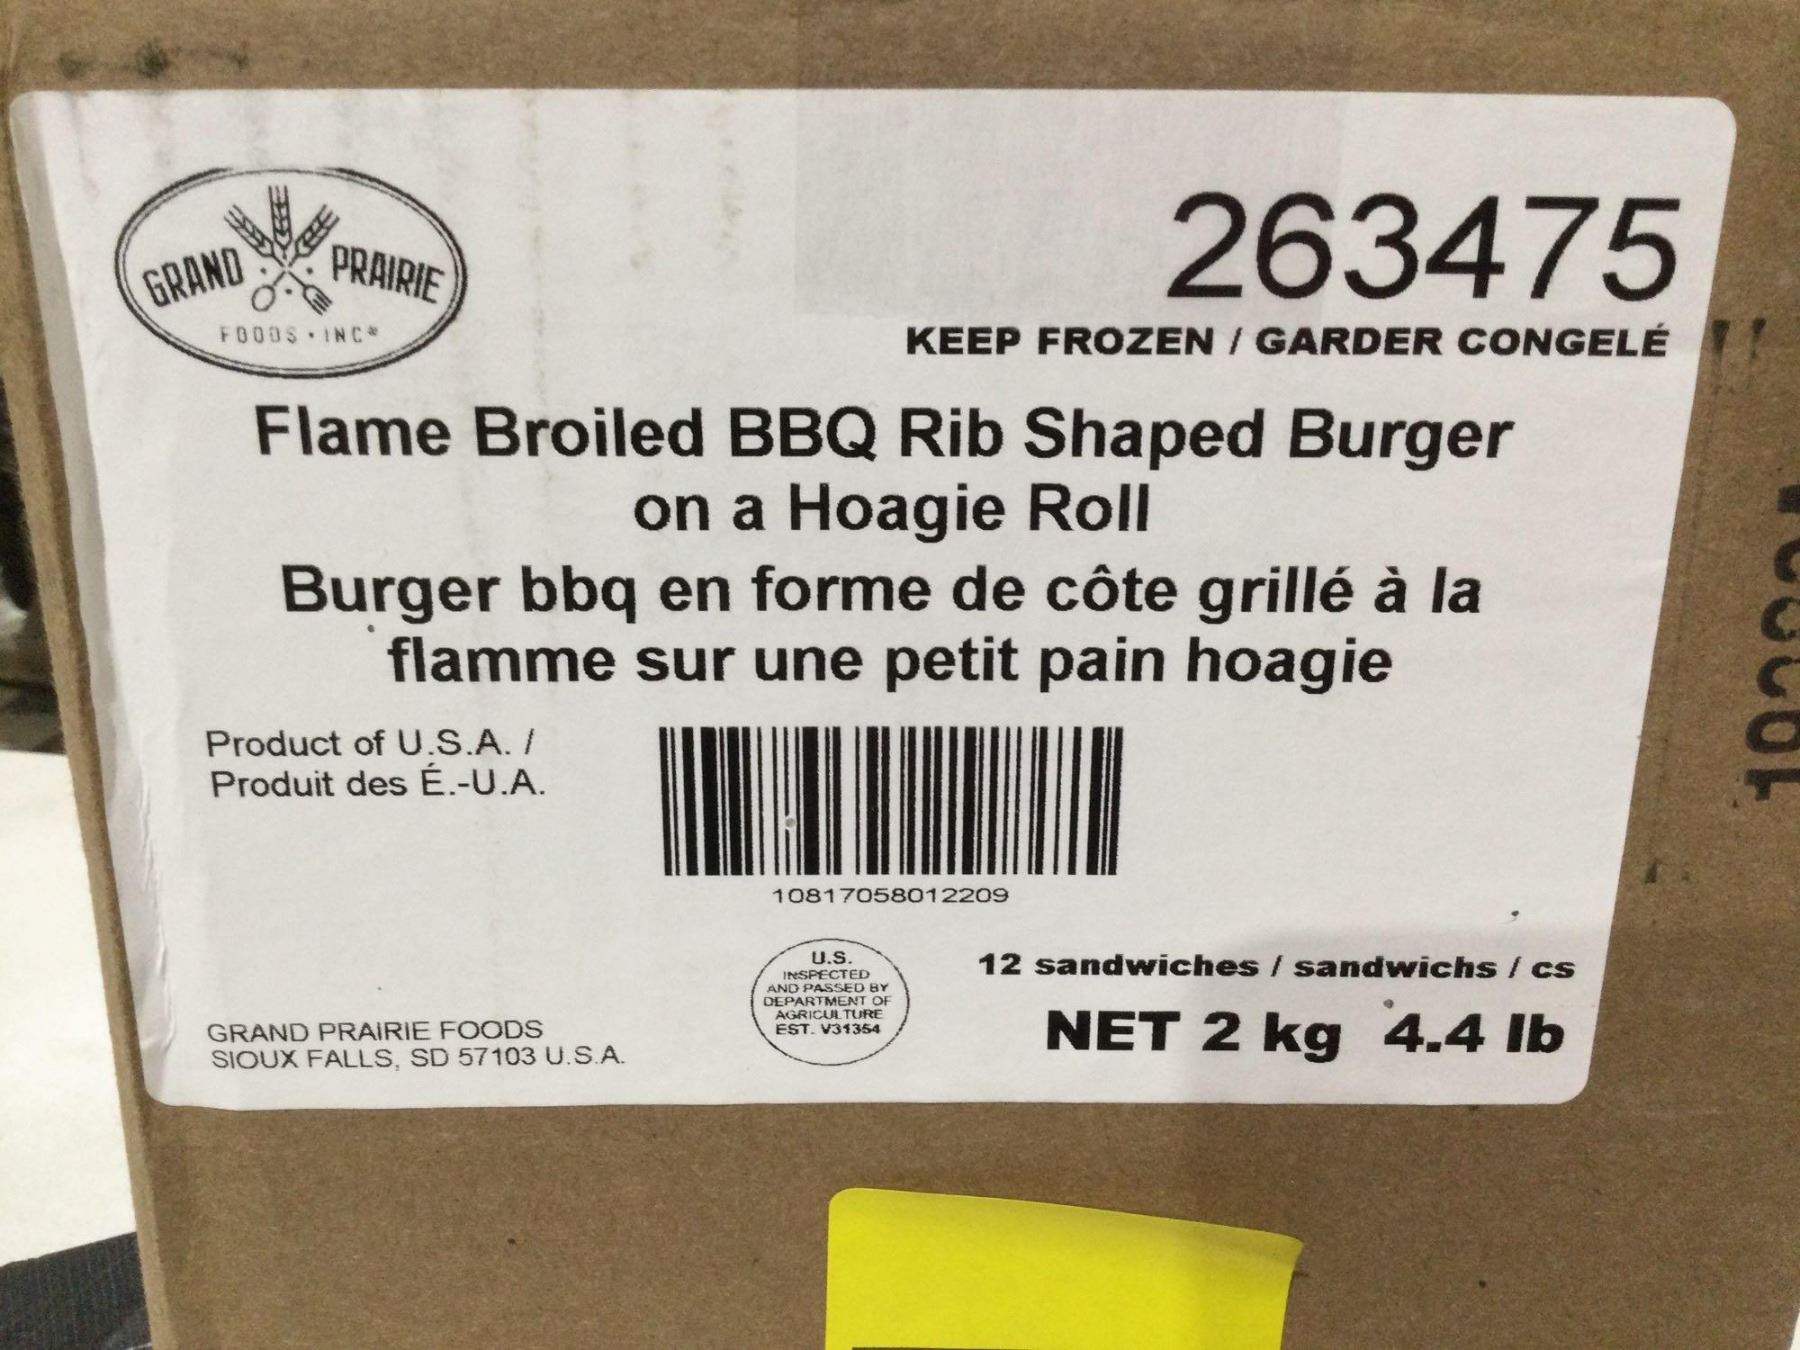 GRAND PRAIRIE
FOODS • INC®
263475
KEEP FROZEN / GARDER CONGELÉ
Flame Broiled BBQ Rib Shaped Burger
on a Hoagie Roll
Burger bbq en forme de côte grillé à la
flamme sur une petit pain hoagie
Product of U.S.A. /
Produit des É.-U.A.
10817058012209
U.S.
INSPECTED
AND PASSED BY
DEPARTMENT OF
AGRICULTURE
EST. V31354
12 sandwiches / sandwichs / cs
NET 2 kg 4.4 lb
GRAND PRAIRIE FOODS
SIOUX FALLS, SD 57103 U.S.A.